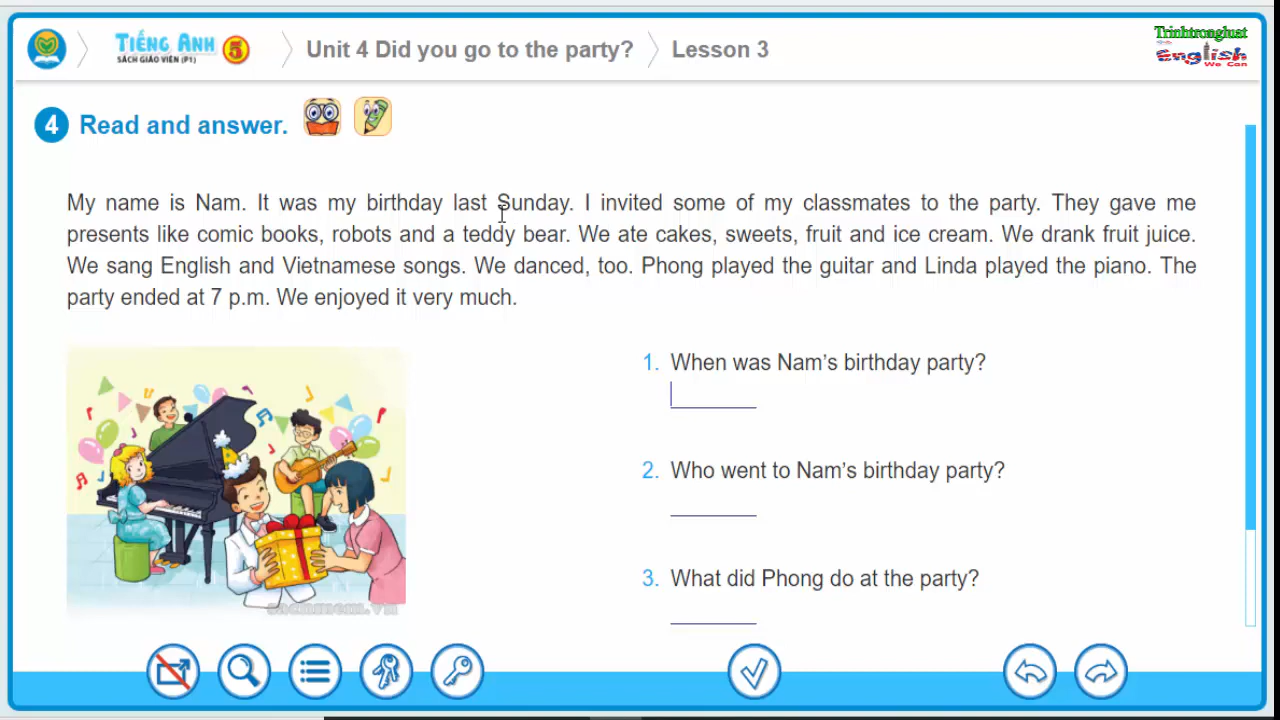 TIẾNG ANH 5
SÁCH GIÁO VIÊN (P1)
Unit 4 Did you go to the party?
Lesson 3
Trinhtrongluat
English
We Can
4 Read and answer.
My name is Nam. It was my birthday last Sunday. I invited some of my classmates to the party. They gave me
presents like comic books, robots and a teddy bear. We ate cakes, sweets, fruit and ice cream. We drank fruit juice.
We sang English and Vietnamese songs. We danced, too. Phong played the guitar and Linda played the piano. The
party ended at 7 p.m. We enjoyed it very much.
1. When was Nam's birthday party?
2. Who went to Nam's birthday party?
3. What did Phong do at the party?
sachmem.vn